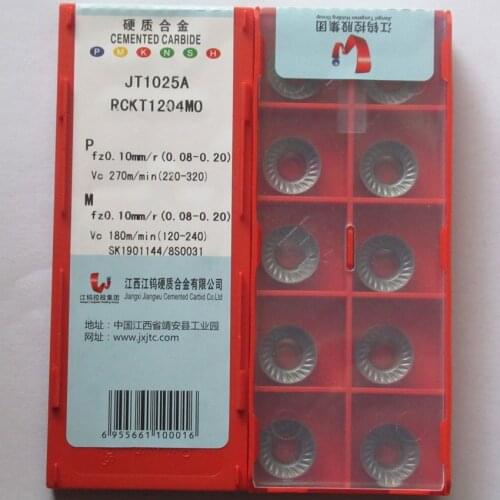 硬质合金
CEMENTED CARBIDE
P M K N S H
JT1025A
RCKT1204MO
P
fz0.10mm/r(0.08-0.20)
Vc 270m/min(220-320)
M
fz0.10mm/r(0.08-0.20)
Vc 180m/min(120-240)
SK1901144/8S0031
江西江钨硬质合金有限公司
Jiangxi Jiangwu Cemented Carbid Co.,Ltd
江钨控股集团
地址:中国江西省靖安县工业园
网址:www.jxjtc.com
6 955661 100016
江钨控股集团
Jiangxi Tungsten Holding Group